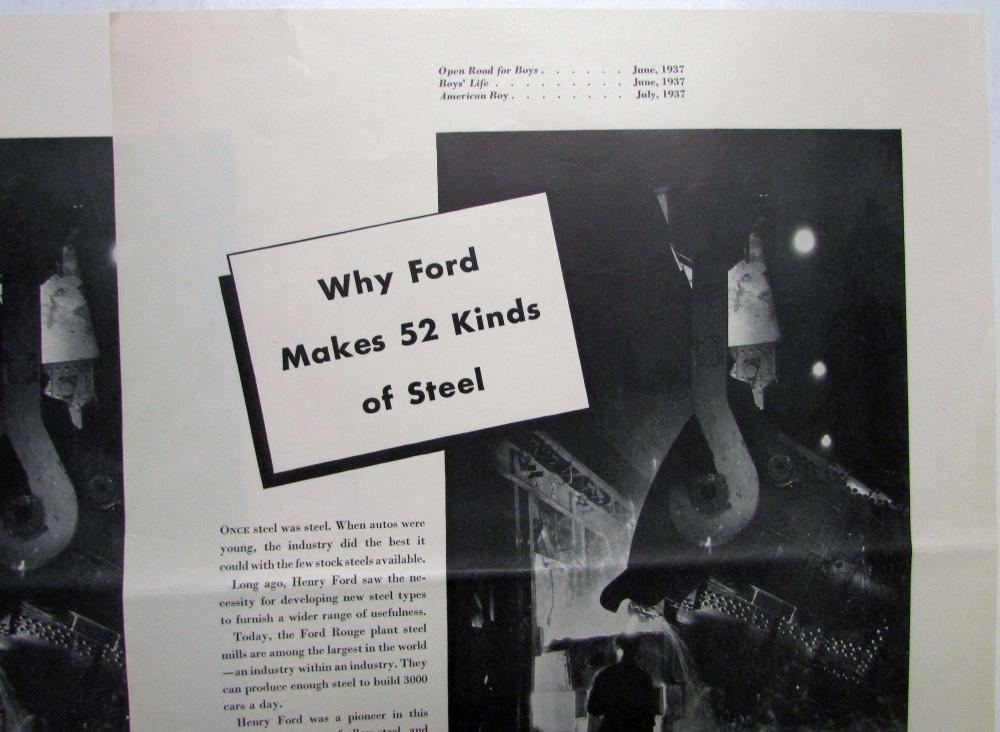 Open Road for Boys . . . . . . June, 1937
Boys' Life . . . . . . . . . June, 1937
American Boy . . . . . . . . July, 1937
Why Ford
Makes 52 Kinds
of Steel
ONCE steel was steel. When autos were
young, the industry did the best it
could with the few stock steels available.
Long ago, Henry Ford saw the ne-
cessity for developing new steel types
to furnish a wider range of usefulness.
Today, the Ford Rouge plant steel
mills are among the largest in the world
—an industry within an industry. They
can produce enough steel to build 3000
cars a day.
Henry Ford was a pioneer in this
steel, and